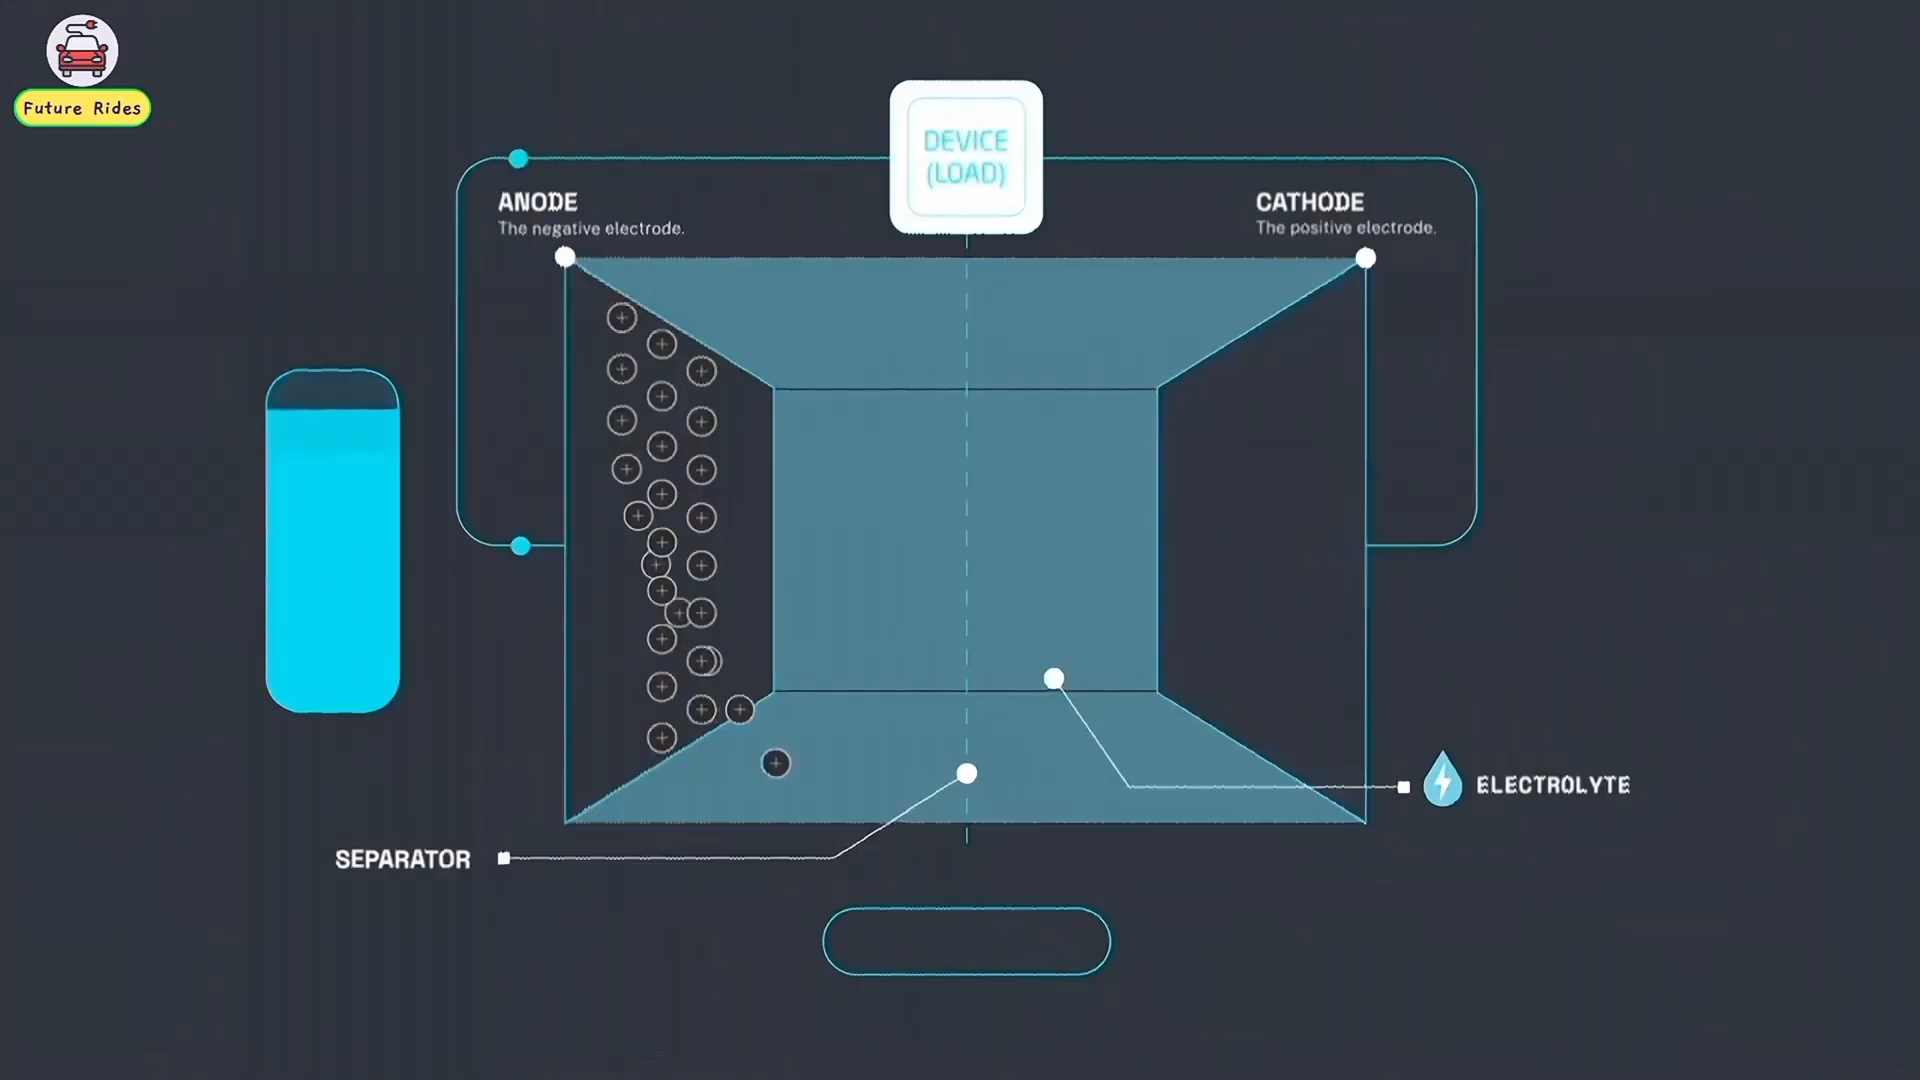 Future Rides
DEVICE
(LOAD)
ANODE
The negative electrode.
CATHODE
The positive electrode.
ELECTROLYTE
SEPARATOR